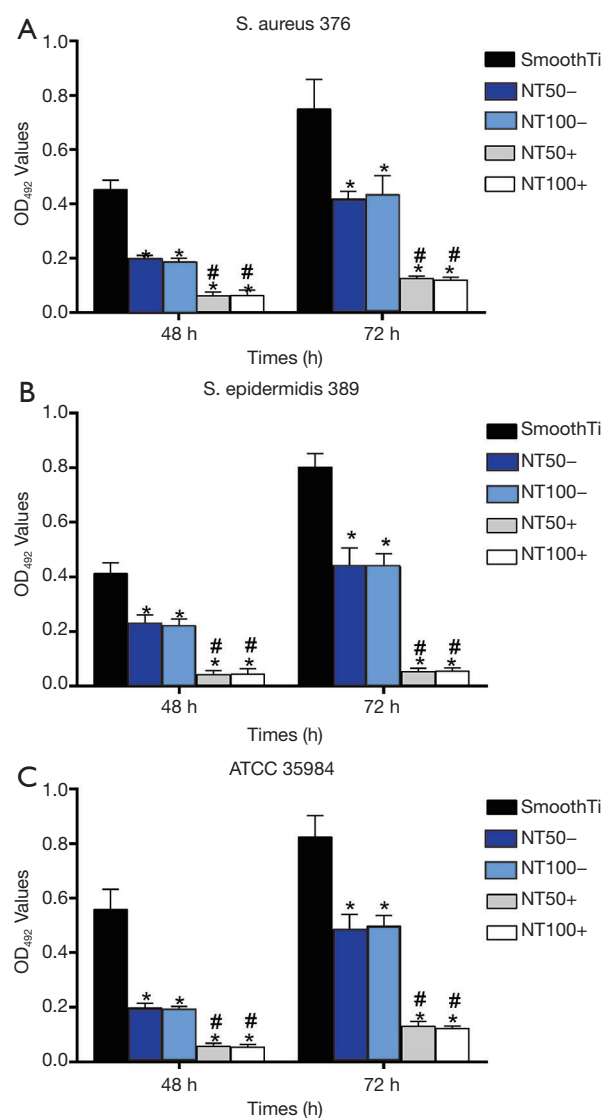 A
S. aureus 376
1.0
0.8
0.6
0.4
0.2
0.0
OD492 Values
* * # * # *
* * # * # *
48 h 72 h
Times (h)
SmoothTi
NT50−
NT100−
NT50+
NT100+
B
S. epidermidis 389
1.0
0.8
0.6
0.4
0.2
0.0
OD492 Values
* * # * # *
* * # * # *
48 h 72 h
Times (h)
SmoothTi
NT50−
NT100−
NT50+
NT100+
C
ATCC 35984
1.0
0.8
0.6
0.4
0.2
0.0
OD492 Values
* * # * # *
* * # * # *
48 h 72 h
Times (h)
SmoothTi
NT50−
NT100−
NT50+
NT100+